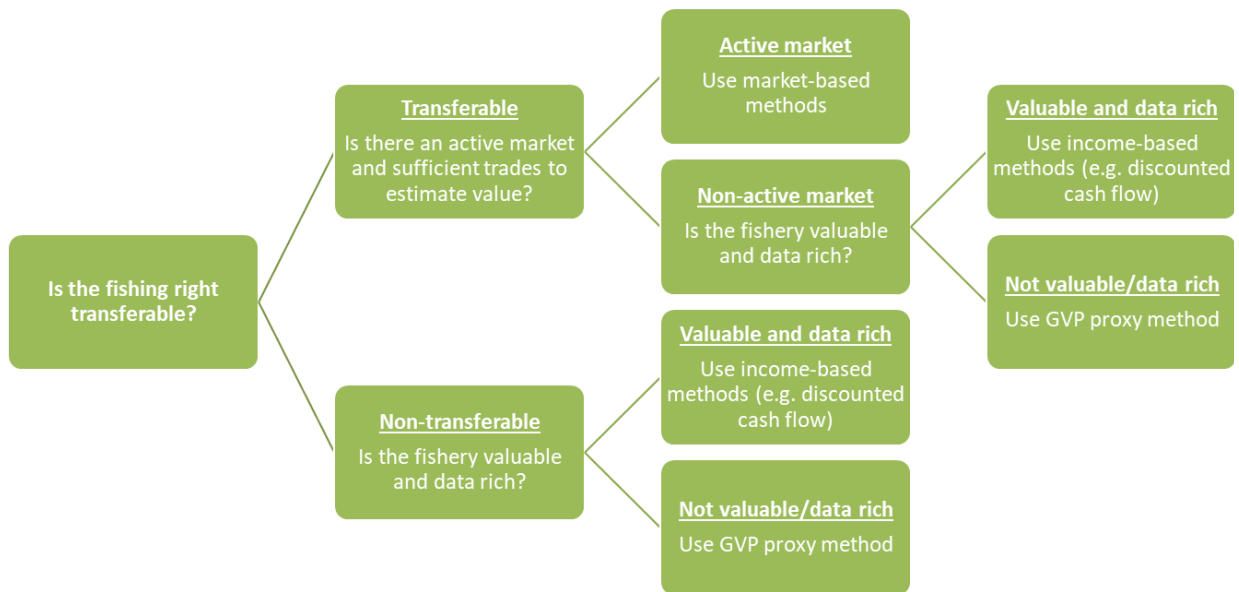 Is the fishing right
transferable?
Transferable
Is there an active market
and sufficient trades to
estimate value?
Active market
Use market-based
methods
Non-active market
Is the fishery valuable
and data rich?
Valuable and data rich
Use income-based
methods (e.g. discounted
cash flow)
Not valuable/data rich
Use GVP proxy method
Non-transferable
Is the fishery valuable
and data rich?
Valuable and data rich
Use income-based
methods (e.g. discounted
cash flow)
Not valuable/data rich
Use GVP proxy method